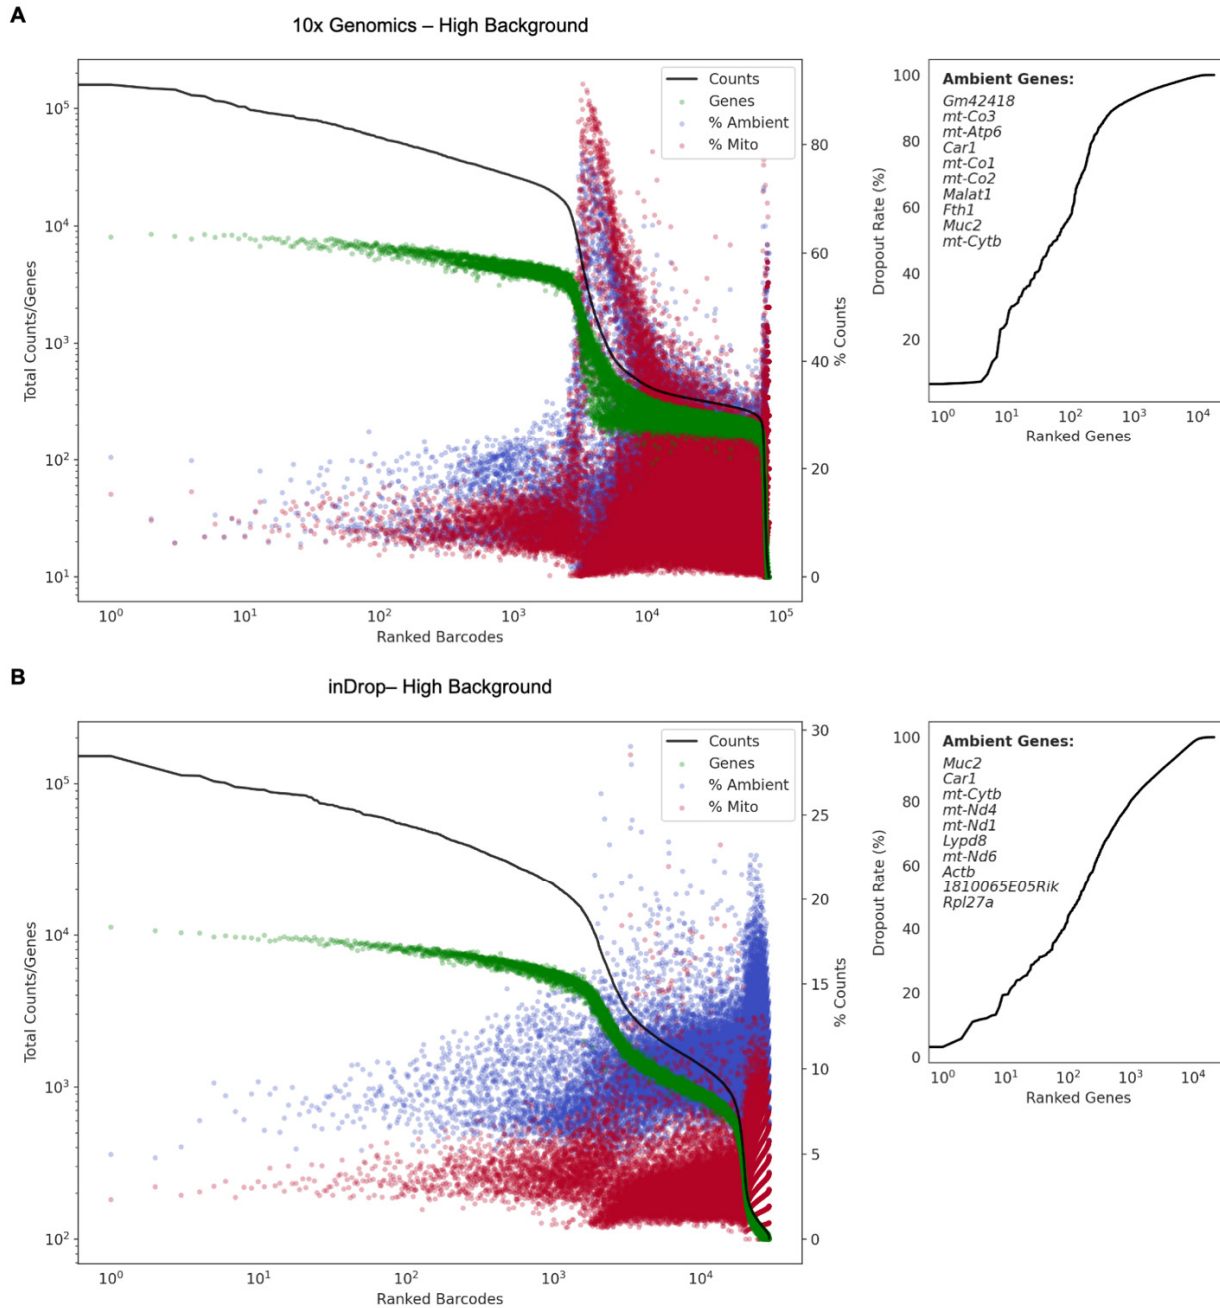 A
10x Genomics – High Background
Counts
Genes
% Ambient
% Mito
10⁵
10⁴
10³
10²
10¹
Total Counts/Genes
80
60
40
20
0
% Counts
10⁰ 10¹ 10² 10³ 10⁴ 10⁵
Ranked Barcodes
Ambient Genes:
Gm42418
mt-Co3
mt-Atp6
Car1
mt-Co1
mt-Co2
Malat1
Fth1
Muc2
mt-Cytb
100
80
60
40
20
Dropout Rate (%)
10⁰ 10¹ 10² 10³ 10⁴
Ranked Genes
B
inDrop– High Background
Counts
Genes
% Ambient
% Mito
10⁵
10⁴
10³
10²
Total Counts/Genes
30
25
20
15
10
5
0
% Counts
10⁰ 10¹ 10² 10³ 10⁴
Ranked Barcodes
Ambient Genes:
Muc2
Car1
mt-Cytb
mt-Nd4
mt-Nd1
Lypd8
mt-Nd6
Actb
1810065E05Rik
Rpl27a
100
80
60
40
20
0
Dropout Rate (%)
10⁰ 10¹ 10² 10³ 10⁴
Ranked Genes